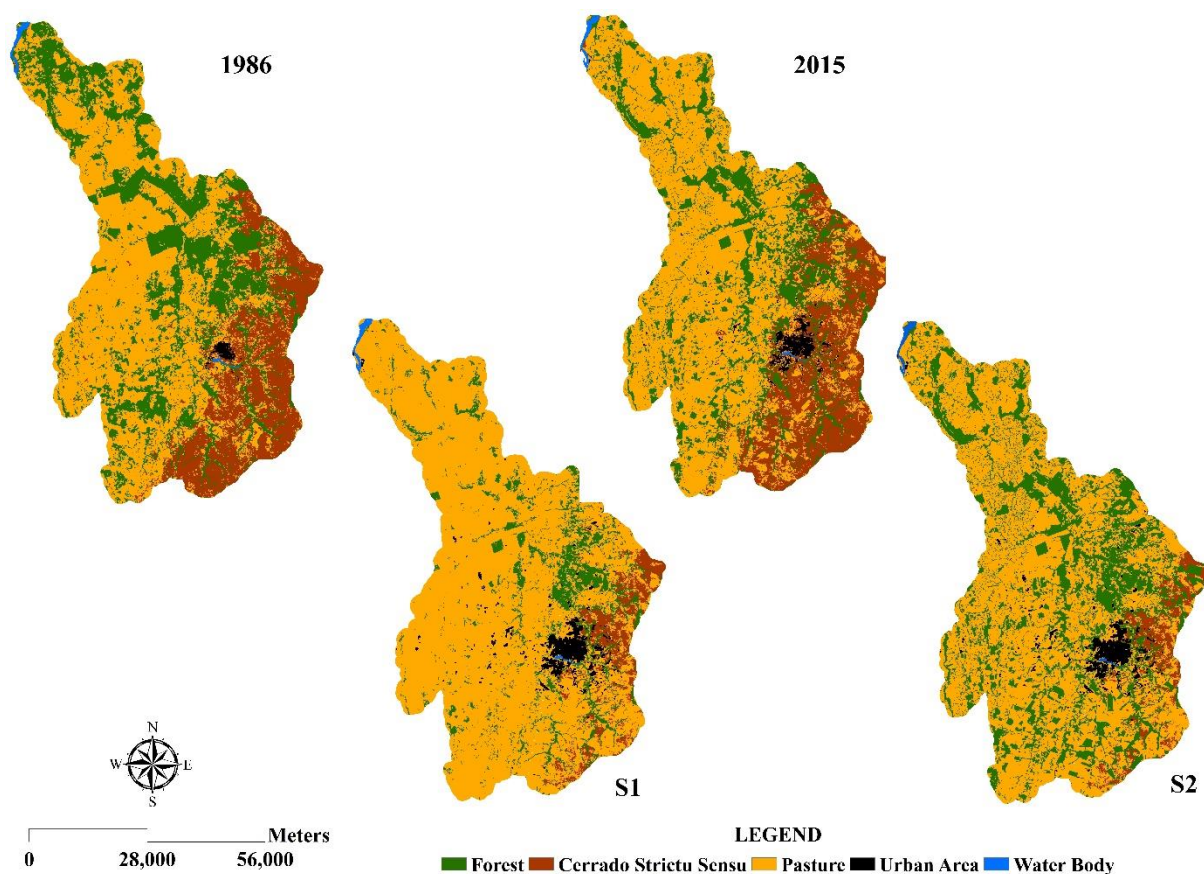 1986
2015
S1
S2
N
W E
S
Meters
0 28,000 56,000
LEGEND
Forest Cerrado Strictu Sensu Pasture Urban Area Water Body